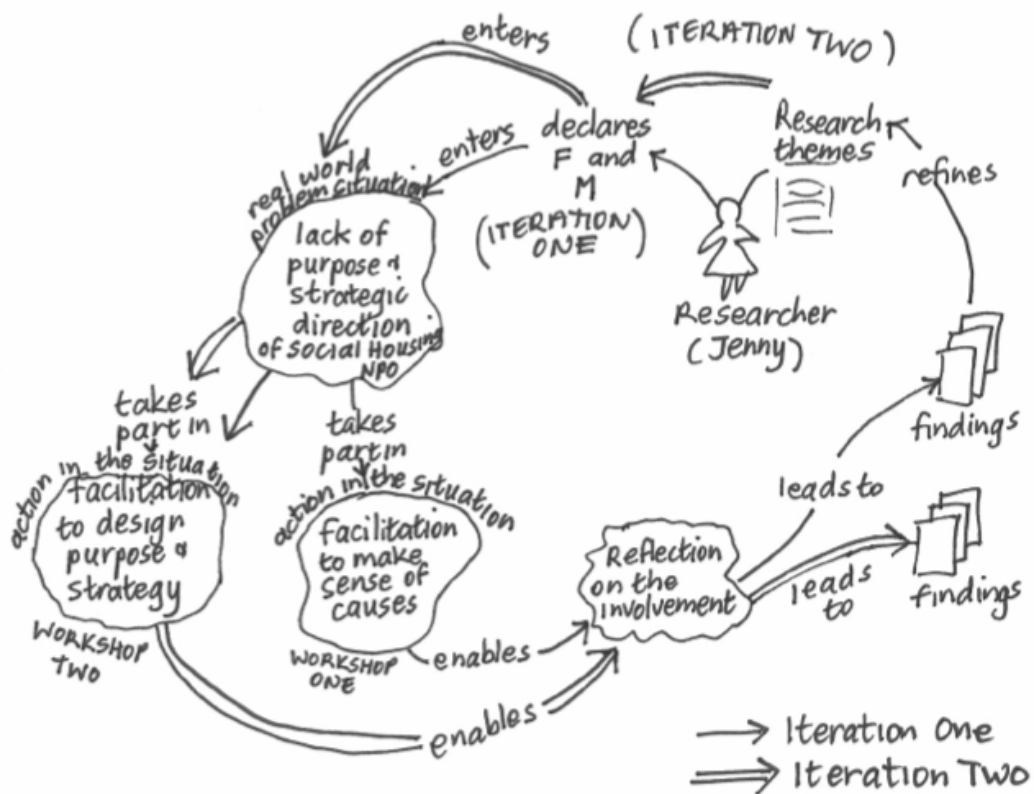 enters
(ITERATION TWO)
enters
declares
F and
M
(ITERATION
ONE)
Research
themes
refines
real world
problem situation
lack of
purpose &
strategic
direction
of social Housing
NPO
Researcher
(Jenny)
takes
part in
takes
part in
findings
action in the situation
facilitation
to design
purpose &
strategy
WORKSHOP
TWO
action in the situation
facilitation
to make
sense of
causes
WORKSHOP
ONE
enables
Reflection
on the
involvement
leads to
leads
to
findings
enables
Iteration One
Iteration Two